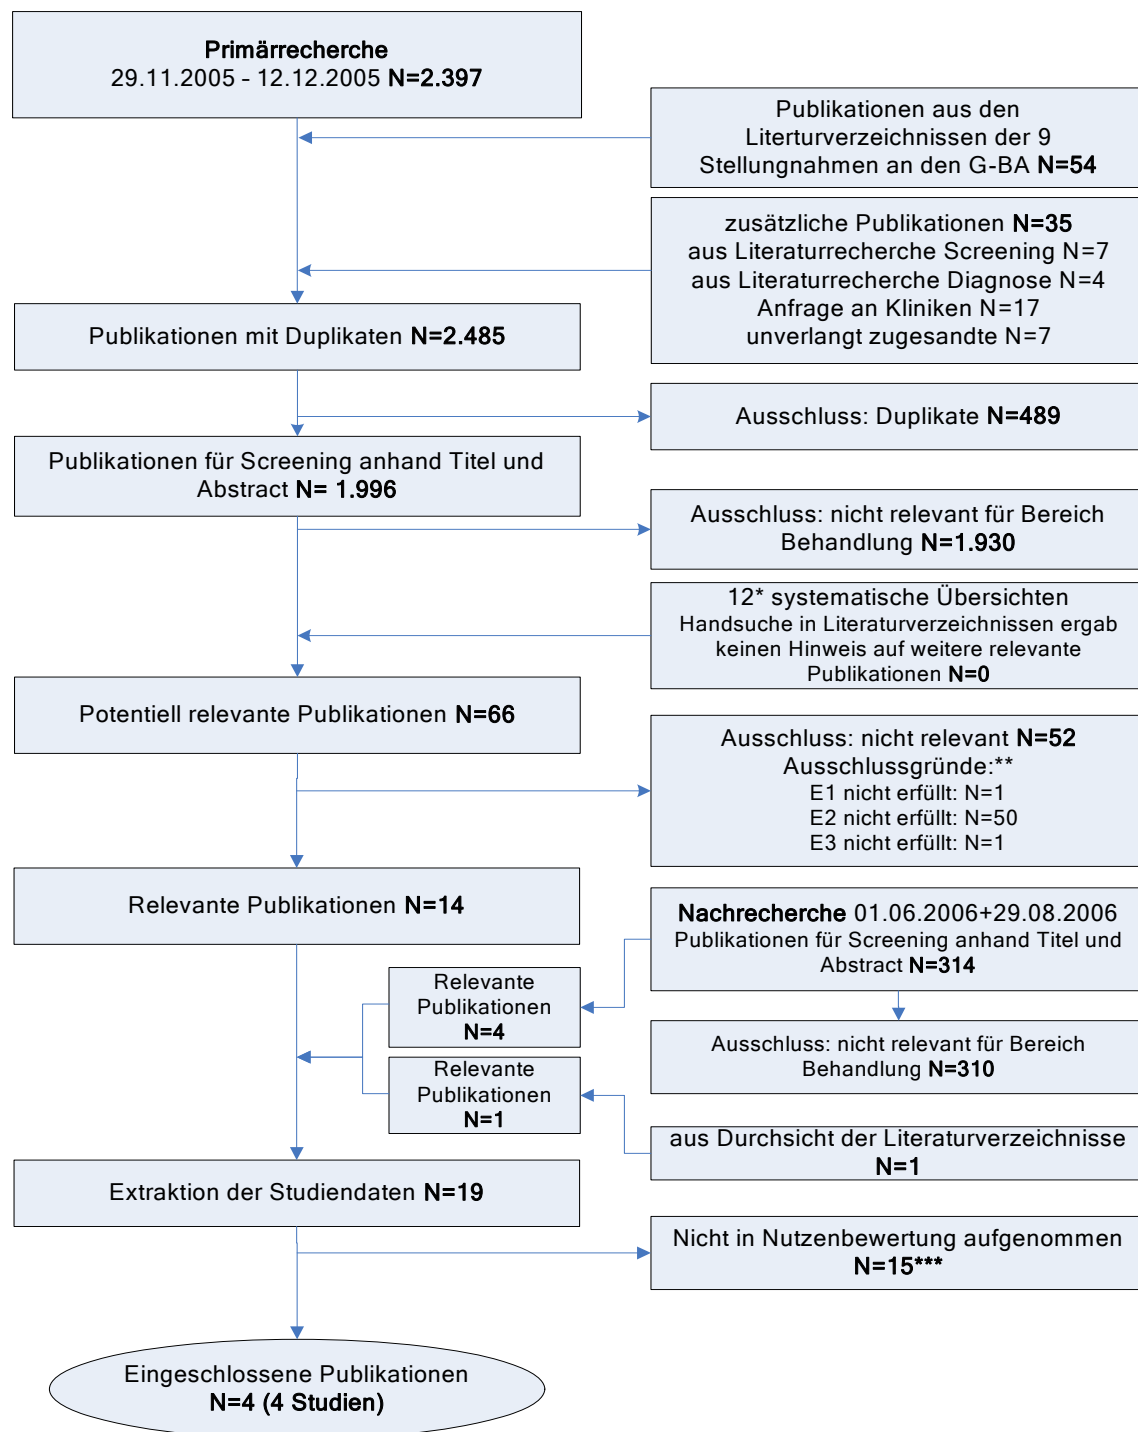 Primärrecherche
29.11.2005 - 12.12.2005 N=2.397
Publikationen aus den
Literturverzeichnissen der 9
Stellungnahmen an den G-BA N=54
zusätzliche Publikationen N=35
aus Literaturrecherche Screening N=7
aus Literaturrecherche Diagnose N=4
Anfrage an Kliniken N=17
unverlangt zugesandte N=7
Publikationen mit Duplikaten N=2.485
Ausschluss: Duplikate N=489
Publikationen für Screening anhand Titel und
Abstract N= 1.996
Ausschluss: nicht relevant für Bereich
Behandlung N=1.930
12* systematische Übersichten
Handsuche in Literaturverzeichnissen ergab
keinen Hinweis auf weitere relevante
Publikationen N=0
Potentiell relevante Publikationen N=66
Ausschluss: nicht relevant N=52
Ausschlussgründe:**
E1 nicht erfüllt: N=1
E2 nicht erfüllt: N=50
E3 nicht erfüllt: N=1
Relevante Publikationen N=14
Nachrecherche 01.06.2006+29.08.2006
Publikationen für Screening anhand Titel und
Abstract N=314
Relevante
Publikationen
N=4
Ausschluss: nicht relevant für Bereich
Behandlung N=310
Relevante
Publikationen
N=1
aus Durchsicht der Literaturverzeichnisse
N=1
Extraktion der Studiendaten N=19
Nicht in Nutzenbewertung aufgenommen
N=15***
Eingeschlossene Publikationen
N=4 (4 Studien)